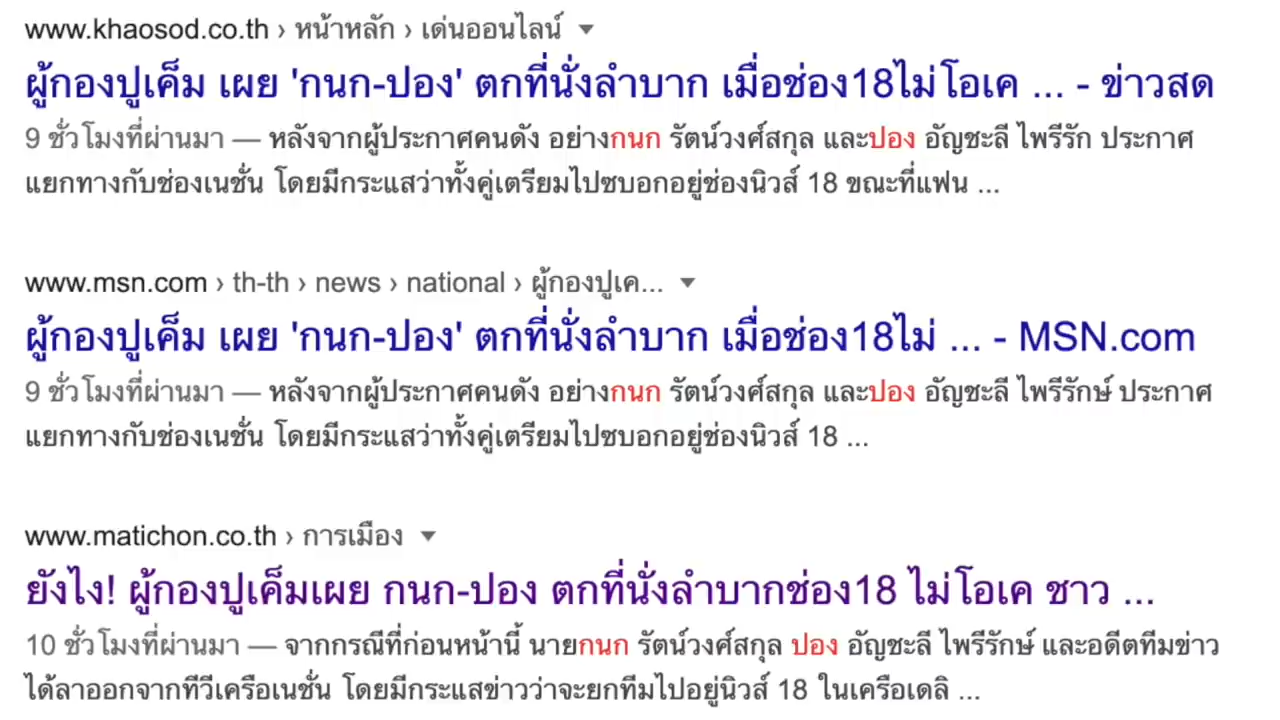 www.khaosod.co.th › หน้าหลัก › เด่นออนไลน์
ผู้กองปูเค็ม เผย 'กนก-ปอง' ตกที่นั่งลำบาก เมื่อช่อง18ไม่โอเค ... - ข่าวสด
9 ชั่วโมงที่ผ่านมา — หลังจากผู้ประกาศคนดัง อย่างกนก รัตน์วงศ์สกุล และปอง อัญชะลี ไพรีรัก ประกาศ
แยกทางกับช่องเนชั่น โดยมีกระแสว่าทั้งคู่เตรียมไปซบอกอยู่ช่องนิวส์ 18 ขณะที่แฟน ...
www.msn.com › th-th › news › national › ผู้กองปูเค...
ผู้กองปูเค็ม เผย 'กนก-ปอง' ตกที่นั่งลำบาก เมื่อช่อง18ไม่ ... - MSN.com
9 ชั่วโมงที่ผ่านมา — หลังจากผู้ประกาศคนดัง อย่างกนก รัตน์วงศ์สกุล และปอง อัญชะลี ไพรีรักษ์ ประกาศ
แยกทางกับช่องเนชั่น โดยมีกระแสว่าทั้งคู่เตรียมไปซบอกอยู่ช่องนิวส์ 18 ...
www.matichon.co.th › การเมือง
ยังไง! ผู้กองปูเค็มเผย กนก-ปอง ตกที่นั่งลำบากช่อง18 ไม่โอเค ชาว ...
10 ชั่วโมงที่ผ่านมา — จากกรณีที่ก่อนหน้านี้ นายกนก รัตน์วงศ์สกุล ปอง อัญชะลี ไพรีรักษ์ และอดีตทีมข่าว
ได้ลาออกจากทีวีเครือเนชั่น โดยมีกระแสข่าวว่าจะยกทีมไปอยู่นิวส์ 18 ในเครือเดลิ ...